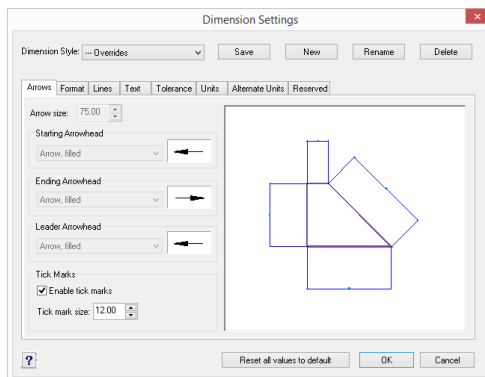 Dimension Settings
Dimension Style: --- Overrides Save New Rename Delete
Arrows Format Lines Text Tolerance Units Alternate Units Reserved
Arrow size: 75.00
Starting Arrowhead
Arrow, filled
Ending Arrowhead
Arrow, filled
Leader Arrowhead
Arrow, filled
Tick Marks
Enable tick marks
Tick mark size: 12.00
? Reset all values to default OK Cancel